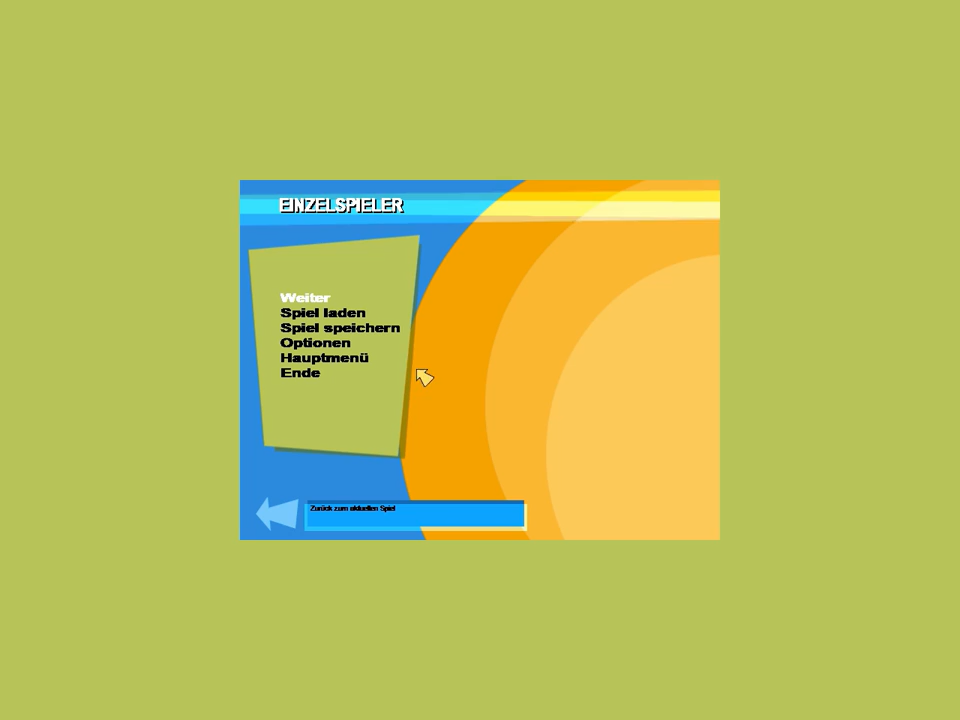 EINZELSPIELER
Weiter
Spiel laden
Spiel speichern
Optionen
Hauptmenü
Ende
Zurück zum aktuellen Spiel